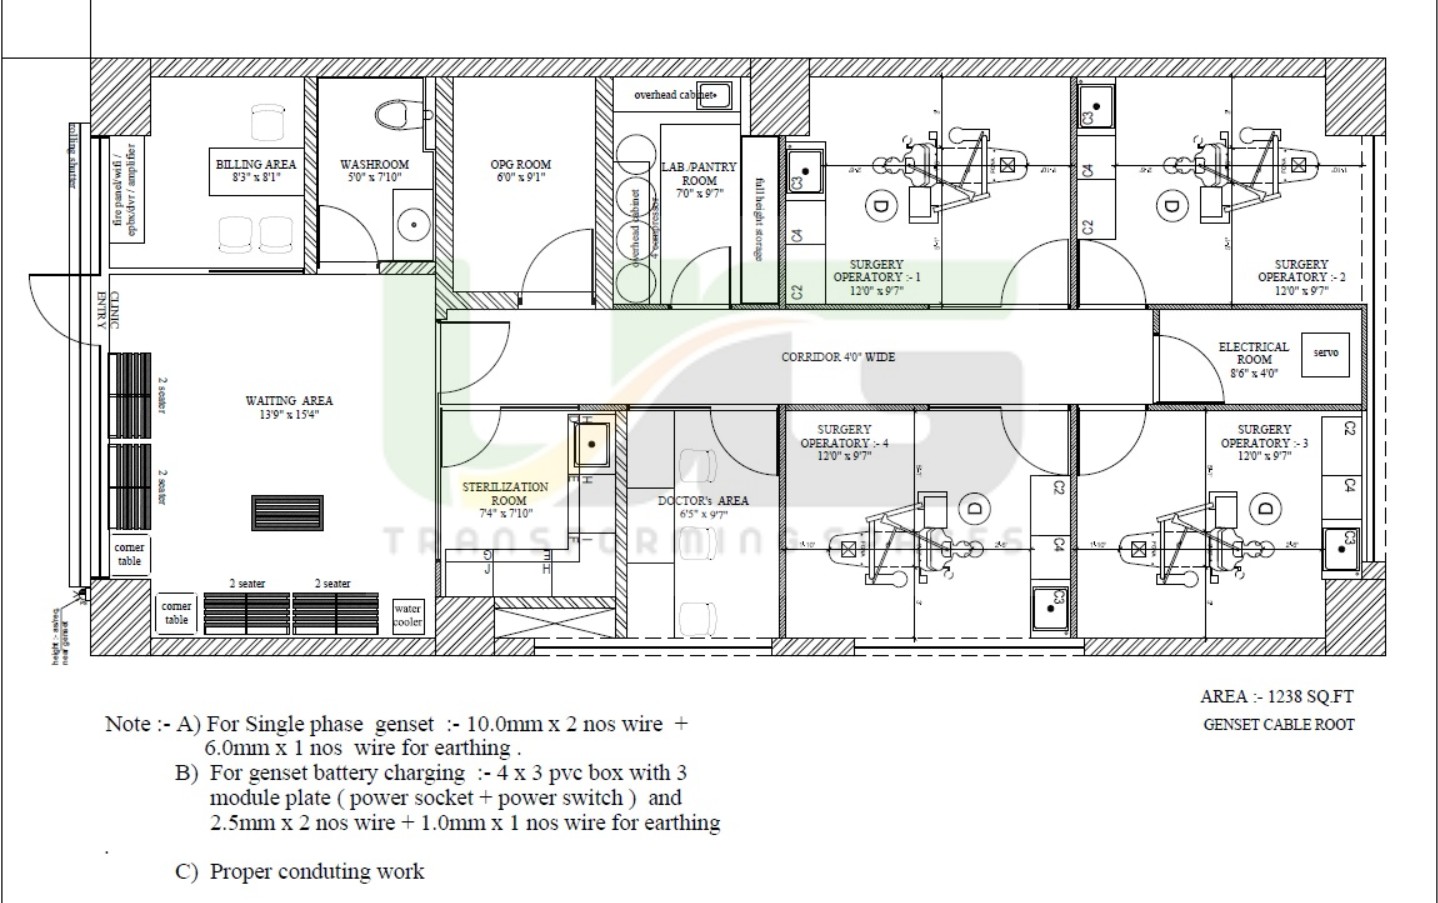 overhead cabinet
rolling shutter
fire panel/wifi /
epbx/dvr / amplifier
BILLING AREA
8'3" x 8'1"
WASHROOM
5'0" x 7'10"
OPG ROOM
6'0" x 9'1"
LAB./PANTRY
ROOM
7'0" x 9'7"
overhead cabinet
4 compressor
full height storage
C3
C4
C2
D
SURGERY
OPERATORY :- 1
12'0" x 9'7"
C3
C4
C2
D
SURGERY
OPERATORY :- 2
12'0" x 9'7"
CLINIC
ENTRY
2 seater
2 seater
WAITING AREA
13'9" x 15'4"
CORRIDOR 4'0" WIDE
ELECTRICAL
ROOM
8'6" x 4'0"
servo
STERILIZATION
ROOM
7'4" x 7'10"
DOCTOR's AREA
6'5" x 9'7"
SURGERY
OPERATORY :- 4
12'0" x 9'7"
D
C2
C4
C3
SURGERY
OPERATORY :- 3
12'0" x 9'7"
D
C2
C4
C3
TRANSFORMING SPACES
corner
table
corner
table
2 seater
2 seater
water
cooler
near genset
AREA :- 1238 SQ.FT
GENSET CABLE ROOT
Note :- A) For Single phase genset :- 10.0mm x 2 nos wire +
6.0mm x 1 nos wire for earthing .
B) For genset battery charging :- 4 x 3 pvc box with 3
module plate ( power socket + power switch ) and
2.5mm x 2 nos wire + 1.0mm x 1 nos wire for earthing
.
C) Proper conduting work